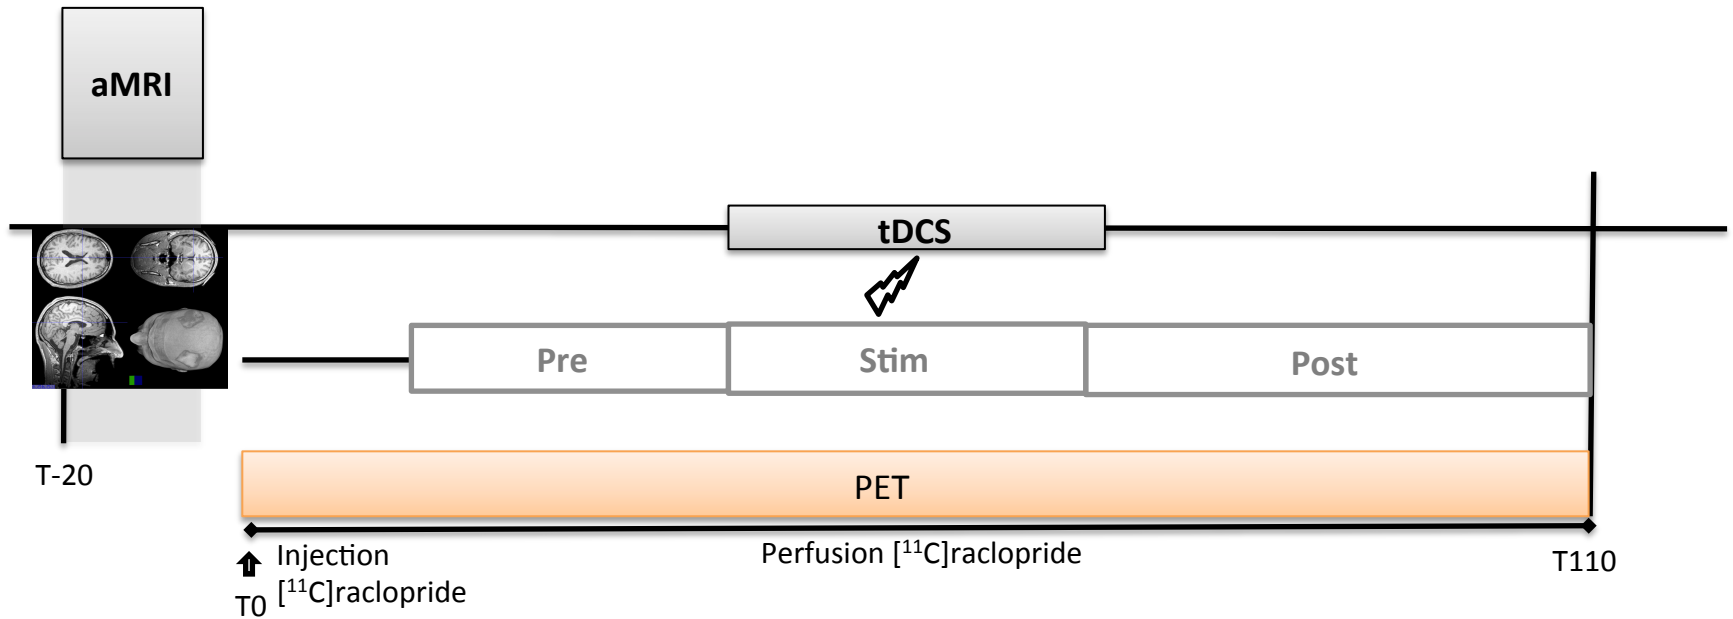 aMRI
tDCS
Pre
Stim
Post
T-20
PET
Injection
[¹¹C]raclopride
T0
Perfusion [¹¹C]raclopride
T110